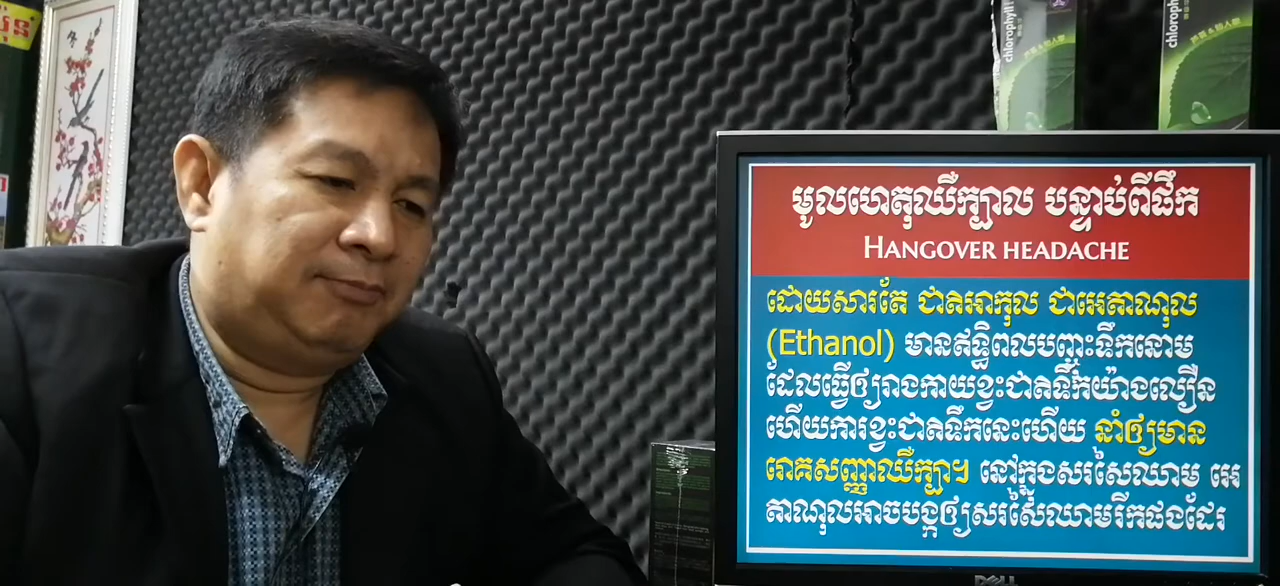 មូលហេតុឈឺក្បាល បន្ទាប់ពីផឹក
HANGOVER HEADACHE
ដោយសារតែ ជាតិអាកុល ជាអេតាណុល
(Ethanol) មានឥទ្ធិពលបញ្ចុះទឹកនោម
ដែលធ្វើឲ្យរាងកាយខ្វះជាតិទឹកយ៉ាងលឿន
ហើយការខ្វះជាតិទឹកនេះហើយ នាំឲ្យមាន
រោគសញ្ញាឈឺក្បា។ នៅក្នុងសរសៃឈាម អេ
តាណុលអាចបង្កឲ្យសរសៃឈាមរីកផងដែរ
chlorophyll
chlorophyll
DELL